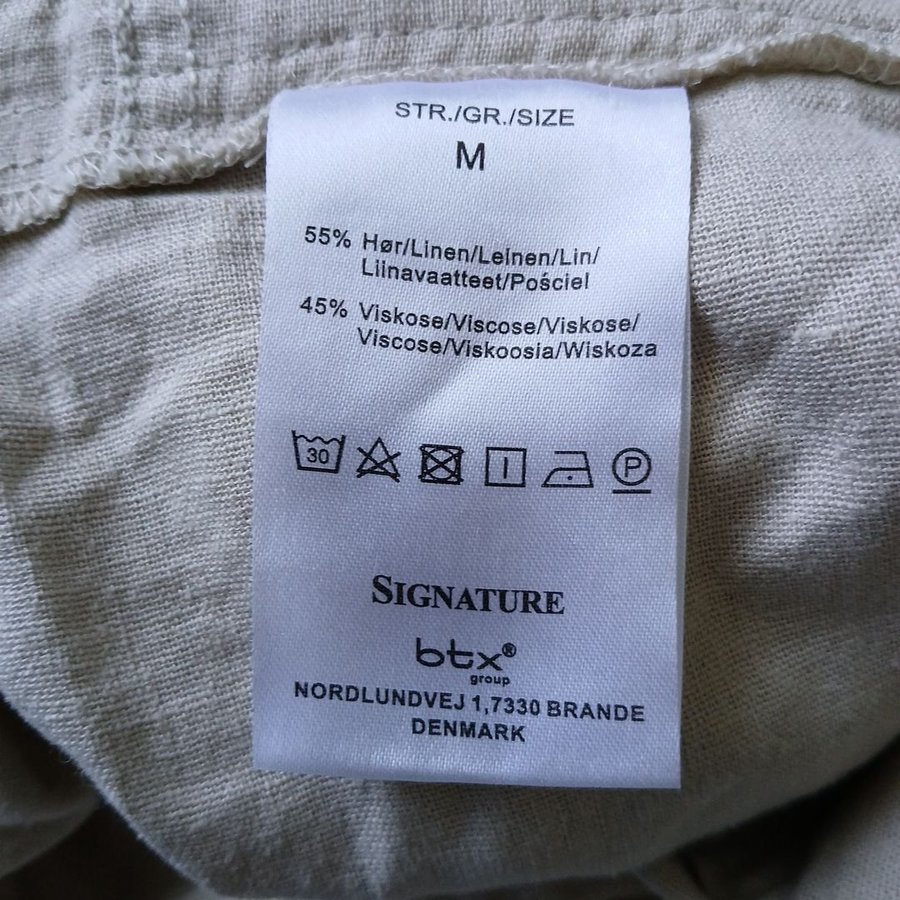 STR./GR./SIZE
M
55% Hør/Linen/Leinen/Lin/
Liinavaatteet/Pościel
45% Viskose/Viscose/Viskose/
Viscose/Viskoosia/Wiskoza
30
P
SIGNATURE
btx®
group
NORDLUNDVEJ 1,7330 BRANDE
DENMARK